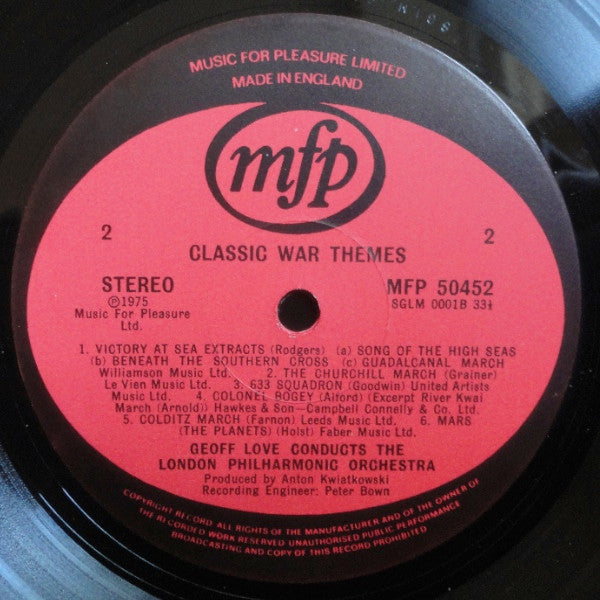 MUSIC FOR PLEASURE LIMITED
MADE IN ENGLAND
mfp
2
2
CLASSIC WAR THEMES
STEREO
MFP 50452
℗1975
SGLM 0001B 33⅓
Music For Pleasure
Ltd.
1. VICTORY AT SEA EXTRACTS (Rodgers) (a) SONG OF THE HIGH SEAS
(b) BENEATH THE SOUTHERN CROSS (c) GUADALCANAL MARCH
Williamson Music Ltd. 2. THE CHURCHILL MARCH (Grainer)
Le Vien Music Ltd. 3. 633 SQUADRON (Goodwin) United Artists
Music Ltd. 4. COLONEL BOGEY (Alford) (Excerpt River Kwai
March (Arnold)) Hawkes & Son-Campbell Connelly & Co. Ltd.
5. COLDITZ MARCH (Farnon) Leeds Music Ltd. 6. MARS
(THE PLANETS) (Holst) Faber Music Ltd.
GEOFF LOVE CONDUCTS THE
LONDON PHILHARMONIC ORCHESTRA
Produced by Anton Kwiatkowski
Recording Engineer: Peter Bown
COPYRIGHT RECORD. ALL RIGHTS OF THE MANUFACTURER AND OF THE OWNER OF
THE RECORDED WORK RESERVED UNAUTHORISED PUBLIC PERFORMANCE
BROADCASTING AND COPY OF THIS RECORD PROHIBITED